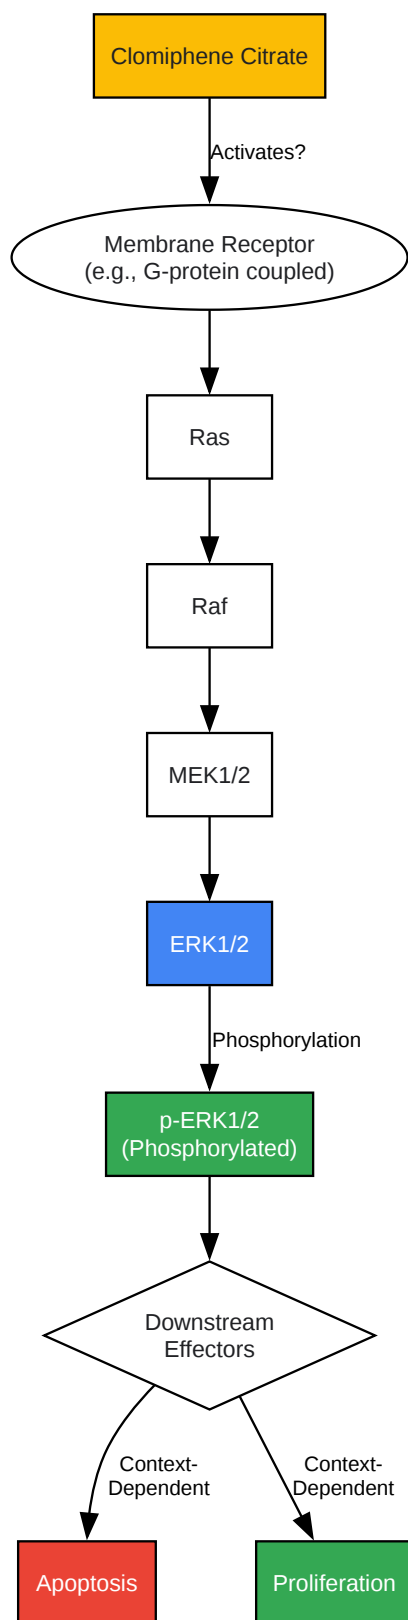 Clomiphene Citrate
Activates?
Membrane Receptor
(e.g., G-protein coupled)
Ras
Raf
MEK1/2
ERK1/2
Phosphorylation
p-ERK1/2
(Phosphorylated)
Downstream
Effectors
Context-
Dependent
Context-
Dependent
Apoptosis
Proliferation